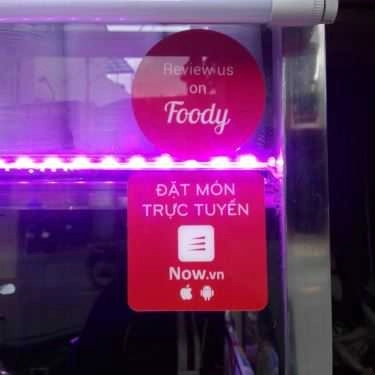 Review us
on
Foody
ĐẶT MÓN
TRỰC TUYẾN
Now.vn